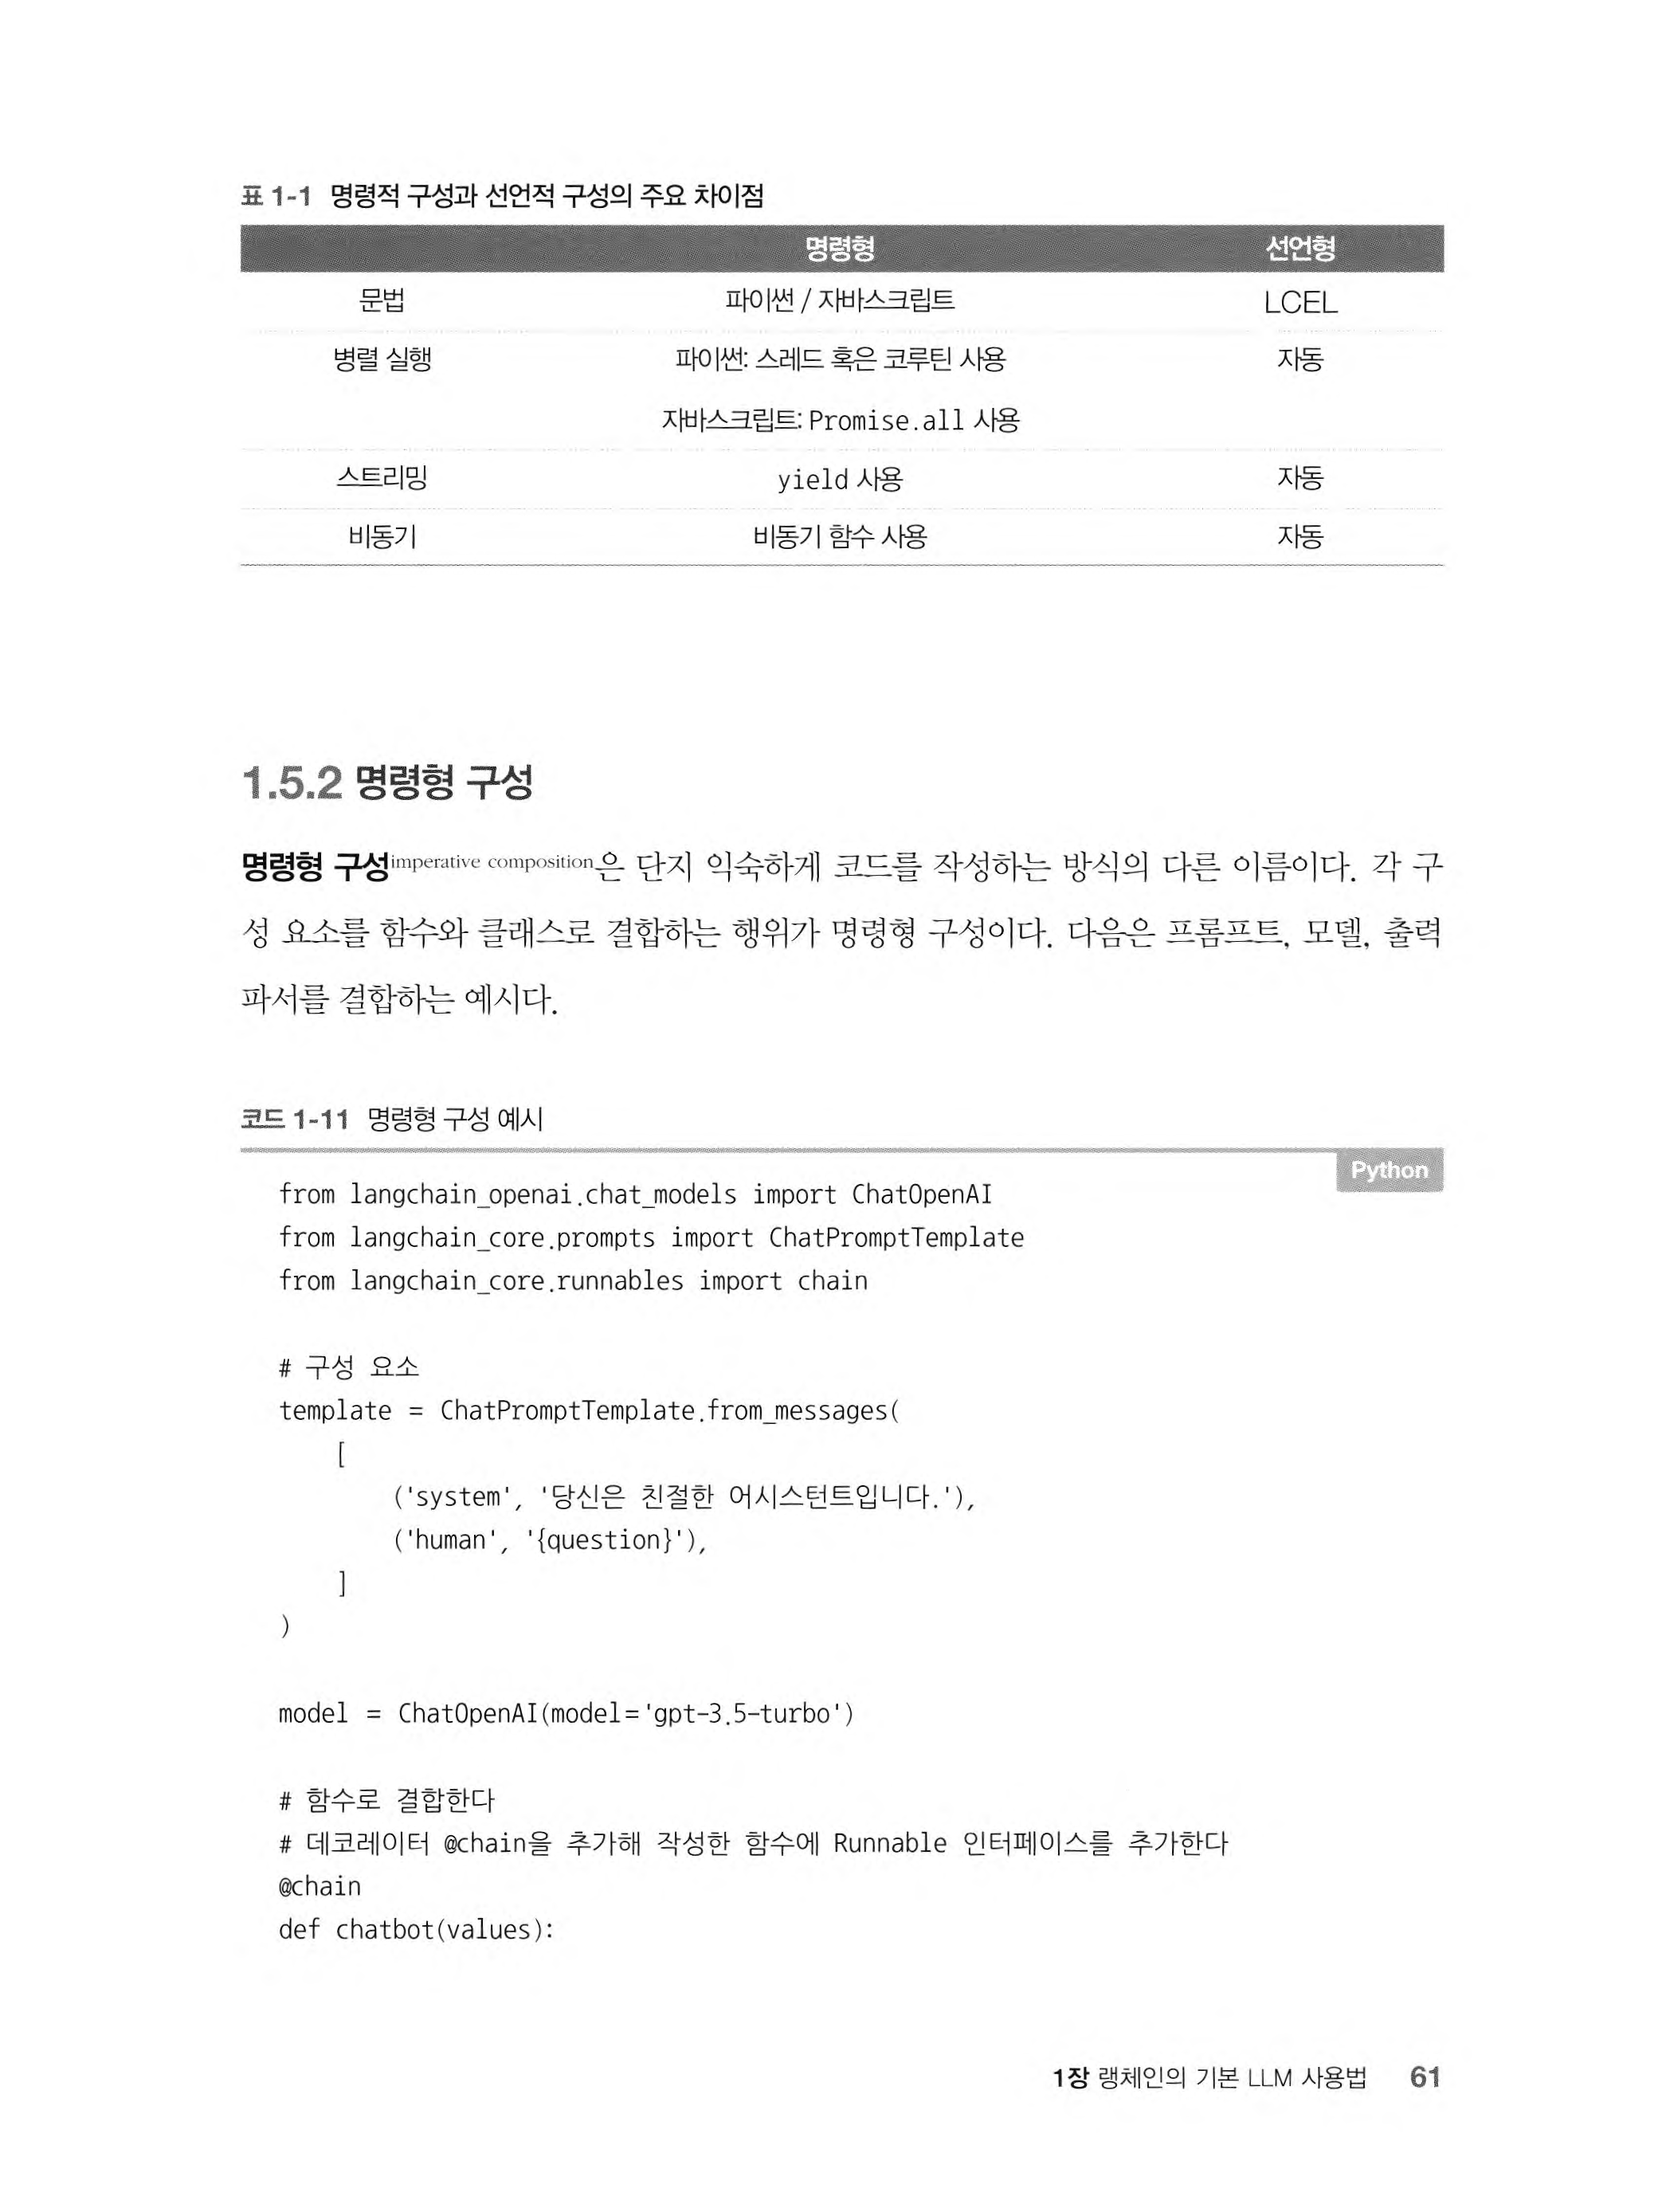 표 1-1 명령적 구성과 선언적 구성의 주요 차이점
명령형 선언형
문법 파이썬 / 자바스크립트 LCEL
병렬 실행 파이썬: 스레드 혹은 코루틴 사용 자동
자바스크립트: Promise.all 사용
스트리밍 yield 사용 자동
비동기 비동기 함수 사용 자동
1.5.2 명령형 구성
명령형 구성imperative composition은 단지 익숙하게 코드를 작성하는 방식의 다른 이름이다. 각 구
성 요소를 함수와 클래스로 결합하는 행위가 명령형 구성이다. 다음은 프롬프트, 모델, 출력
파서를 결합하는 예시다.
코드 1-11 명령형 구성 예시
Python
from langchain_openai.chat_models import ChatOpenAI
from langchain_core.prompts import ChatPromptTemplate
from langchain_core.runnables import chain
# 구성 요소
template = ChatPromptTemplate.from_messages(
    [
        ('system', '당신은 친절한 어시스턴트입니다.'),
        ('human', '{question}'),
    ]
)
model = ChatOpenAI(model='gpt-3.5-turbo')
# 함수로 결합한다
# 데코레이터 @chain을 추가해 작성한 함수에 Runnable 인터페이스를 추가한다
@chain
def chatbot(values):
1장 랭체인의 기본 LLM 사용법 61